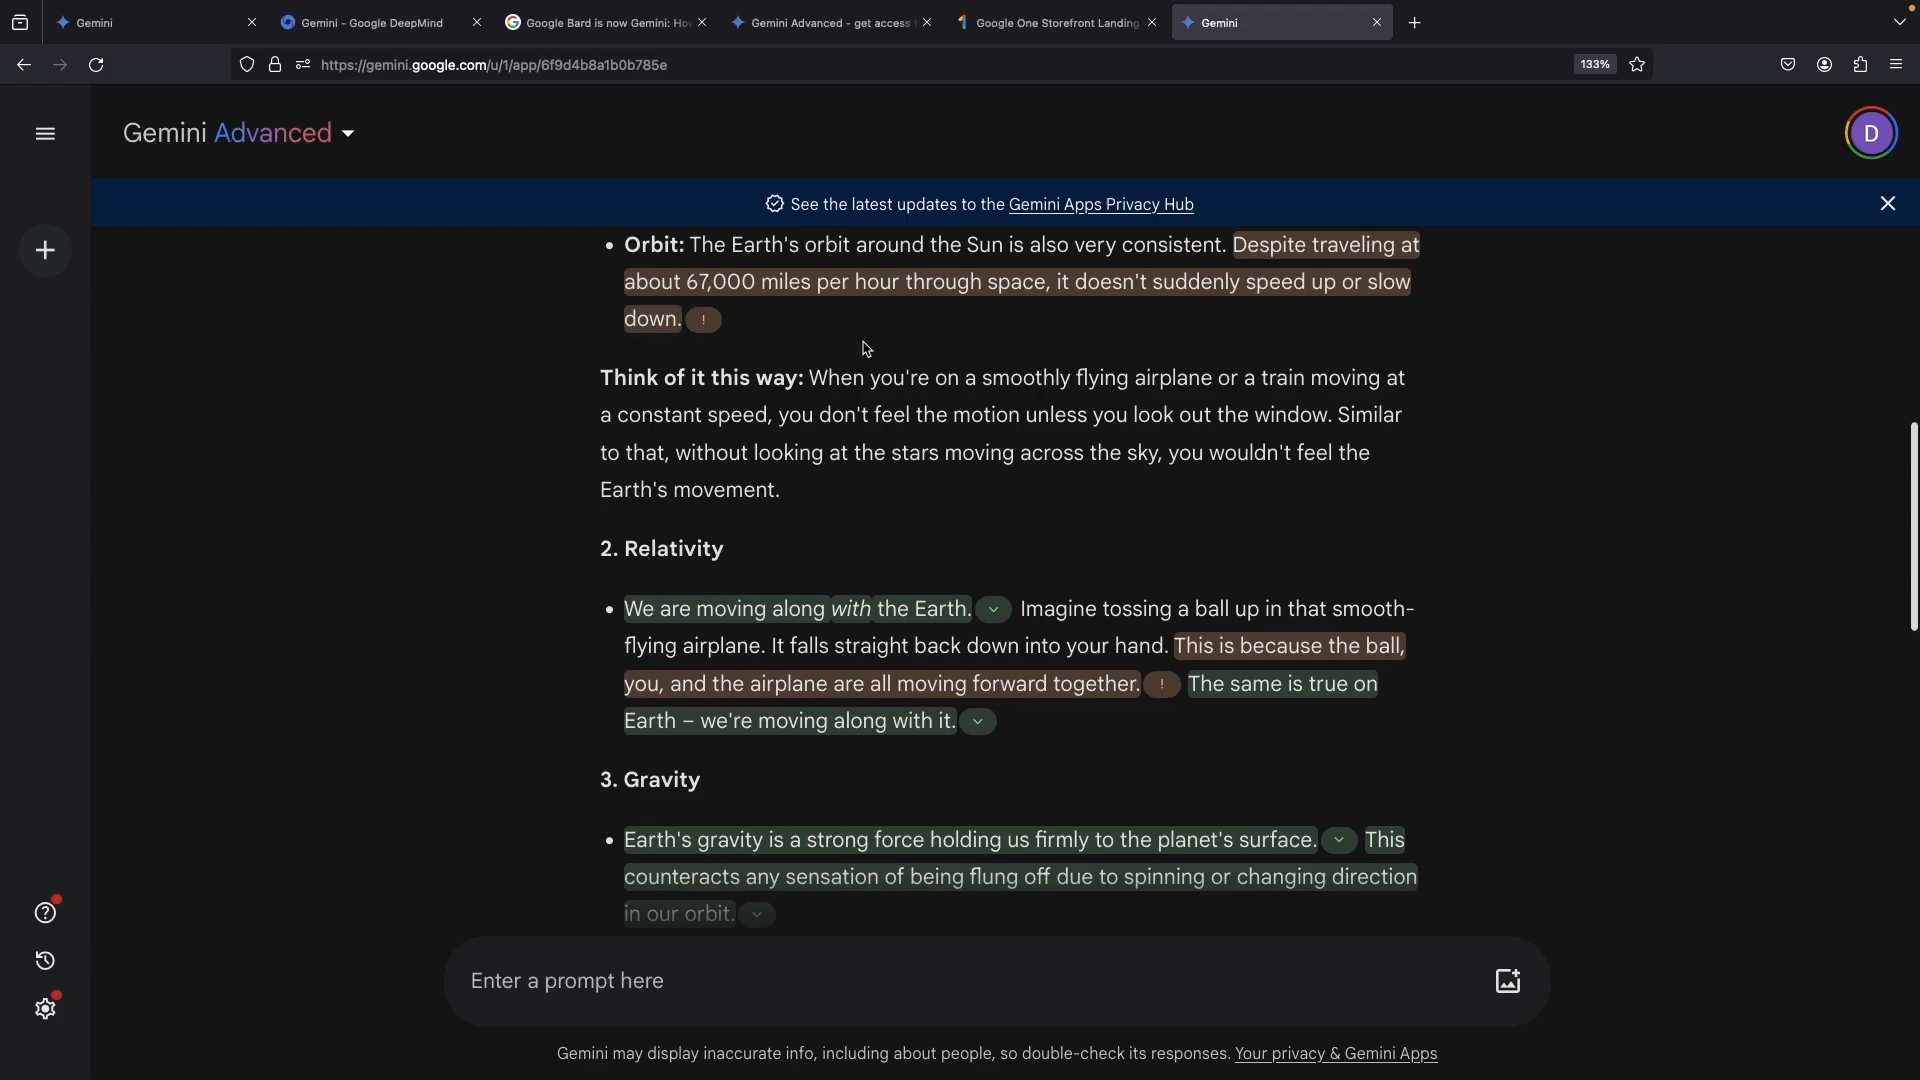 Gemini
Gemini - Google DeepMind
Google Bard is now Gemini: Ho
Gemini Advanced - get access
Google One Storefront Landing
Gemini
https://gemini.google.com/u/1/app/6f9d4b8a1b0b785e
133%
Gemini Advanced
D
See the latest updates to the Gemini Apps Privacy Hub
• Orbit: The Earth's orbit around the Sun is also very consistent. Despite traveling at
about 67,000 miles per hour through space, it doesn't suddenly speed up or slow
down. !
Think of it this way: When you're on a smoothly flying airplane or a train moving at
a constant speed, you don't feel the motion unless you look out the window. Similar
to that, without looking at the stars moving across the sky, you wouldn't feel the
Earth's movement.
2. Relativity
• We are moving along with the Earth. Imagine tossing a ball up in that smooth-
flying airplane. It falls straight back down into your hand. This is because the ball,
you, and the airplane are all moving forward together. ! The same is true on
Earth – we're moving along with it.
3. Gravity
• Earth's gravity is a strong force holding us firmly to the planet's surface. This
counteracts any sensation of being flung off due to spinning or changing direction
in our orbit.
Enter a prompt here
Gemini may display inaccurate info, including about people, so double-check its responses. Your privacy & Gemini Apps